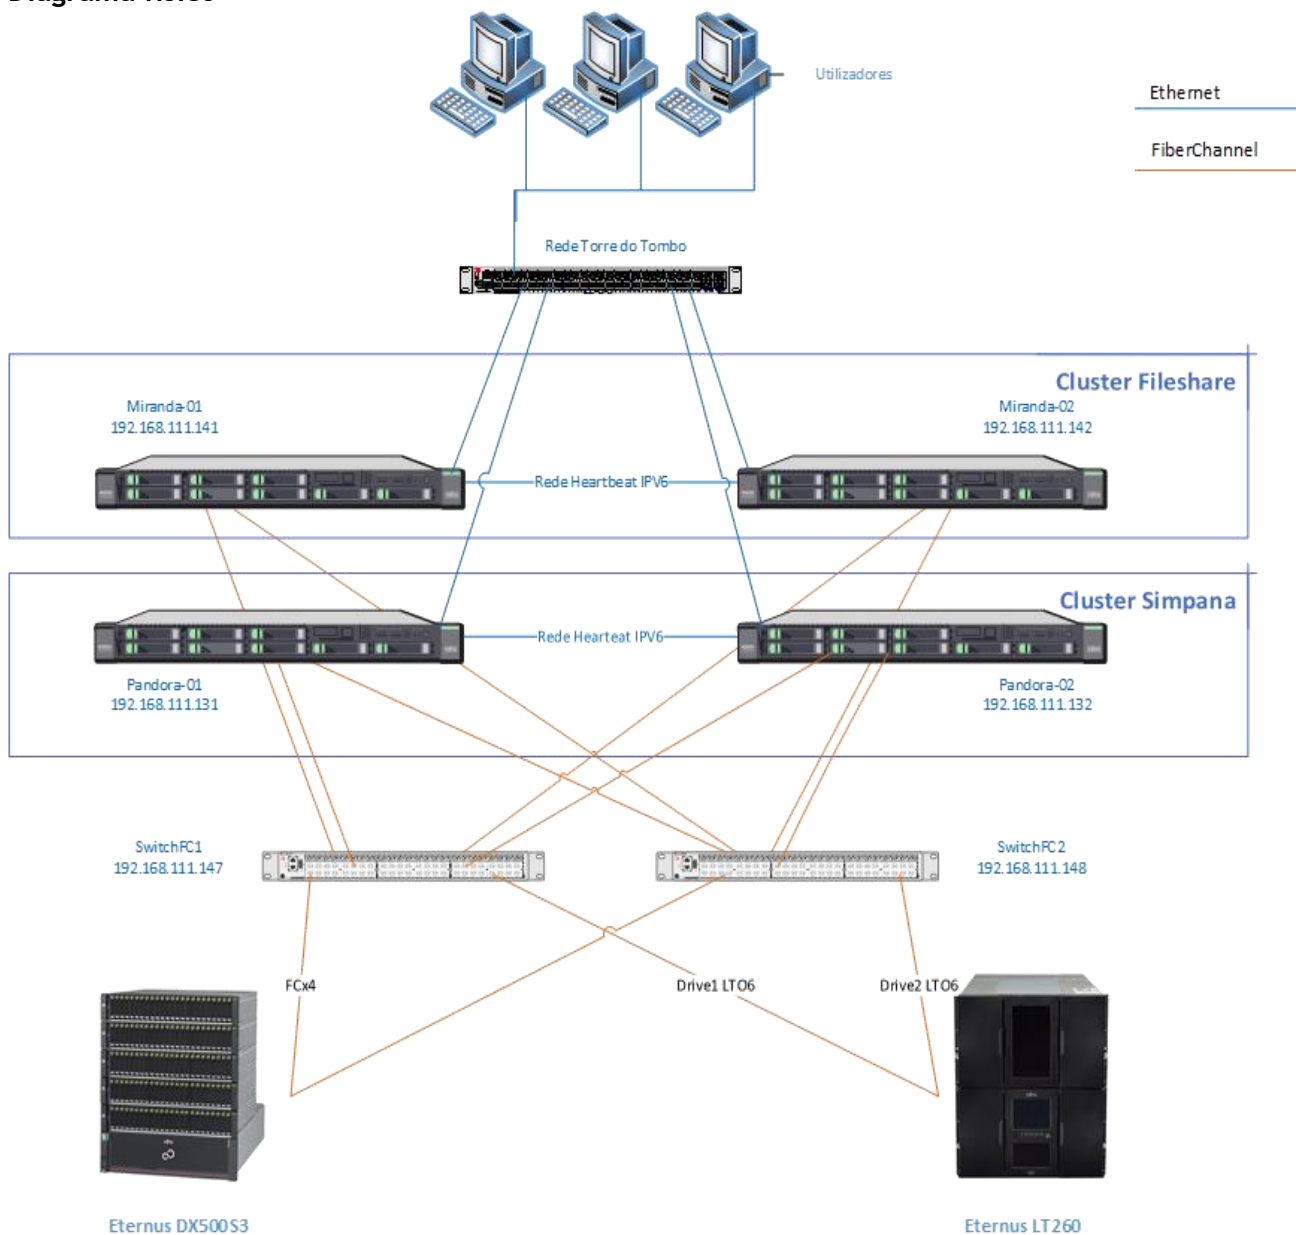 Diagrama físico
Utilizadores
Ethernet
FiberChannel
Rede Torre do Tombo
Cluster Fileshare
Miranda-01
192.168.111.141
Miranda-02
192.168.111.142
Rede Heartbeat IPV6
Cluster Simpana
Rede Hearteat IPV6
Pandora-01
192.168.111.131
Pandora-02
192.168.111.132
SwitchFC1
192.168.111.147
SwitchFC2
192.168.111.148
FCx4
Drive1 LTO6
Drive2 LTO6
Eternus DX500S3
Eternus LT260